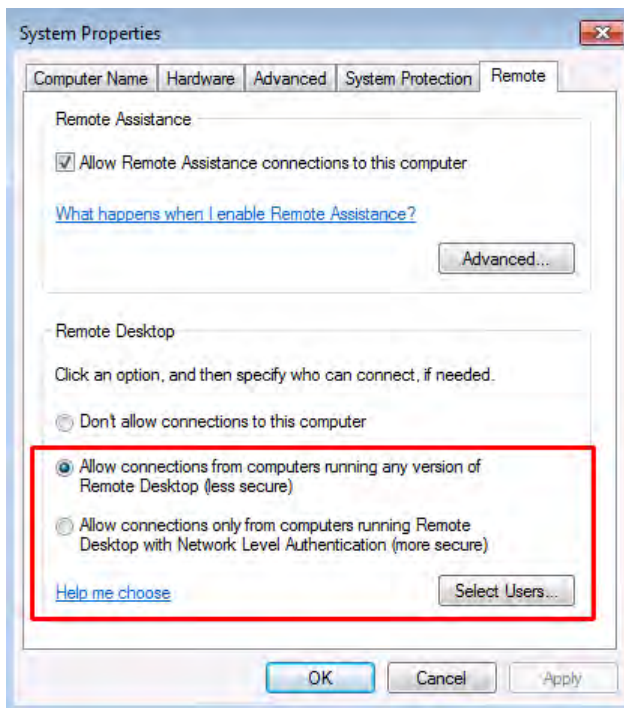 System Properties
Computer Name Hardware Advanced System Protection Remote
Remote Assistance
Allow Remote Assistance connections to this computer
What happens when I enable Remote Assistance?
Advanced...
Remote Desktop
Click an option, and then specify who can connect, if needed.
Don't allow connections to this computer
Allow connections from computers running any version of
Remote Desktop (less secure)
Allow connections only from computers running Remote
Desktop with Network Level Authentication (more secure)
Help me choose Select Users...
OK Cancel Apply